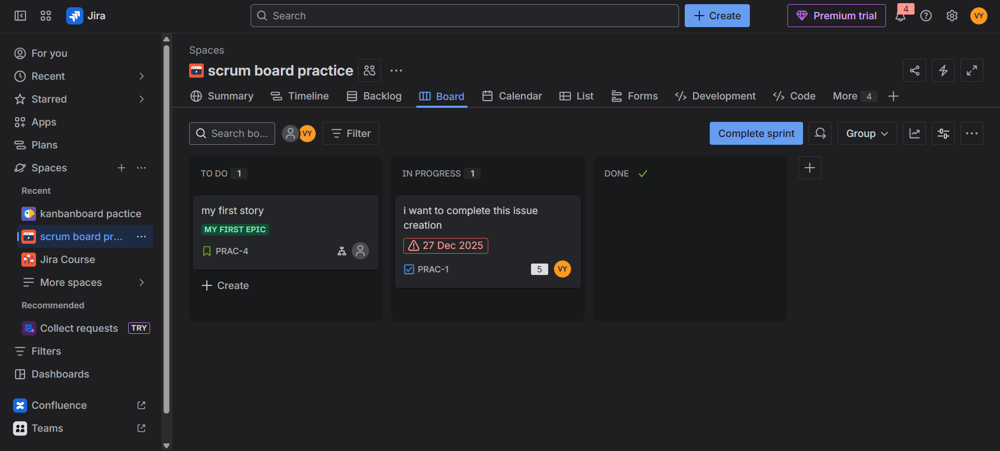 Jira
Search
Create
Premium trial
4
VY
For you
Recent
Starred
Apps
Plans
Spaces
Recent
kanbanboard pactice
scrum board pr...
Jira Course
More spaces
Recommended
Collect requests TRY
Filters
Dashboards
Confluence
Teams
Spaces
scrum board practice
Summary Timeline Backlog Board Calendar List Forms Development Code More 4
Search bo... VY Filter Complete sprint Group
TO DO 1
my first story
MY FIRST EPIC
PRAC-4
Create
IN PROGRESS 1
i want to complete this issue
creation
27 Dec 2025
PRAC-1 5 VY
DONE